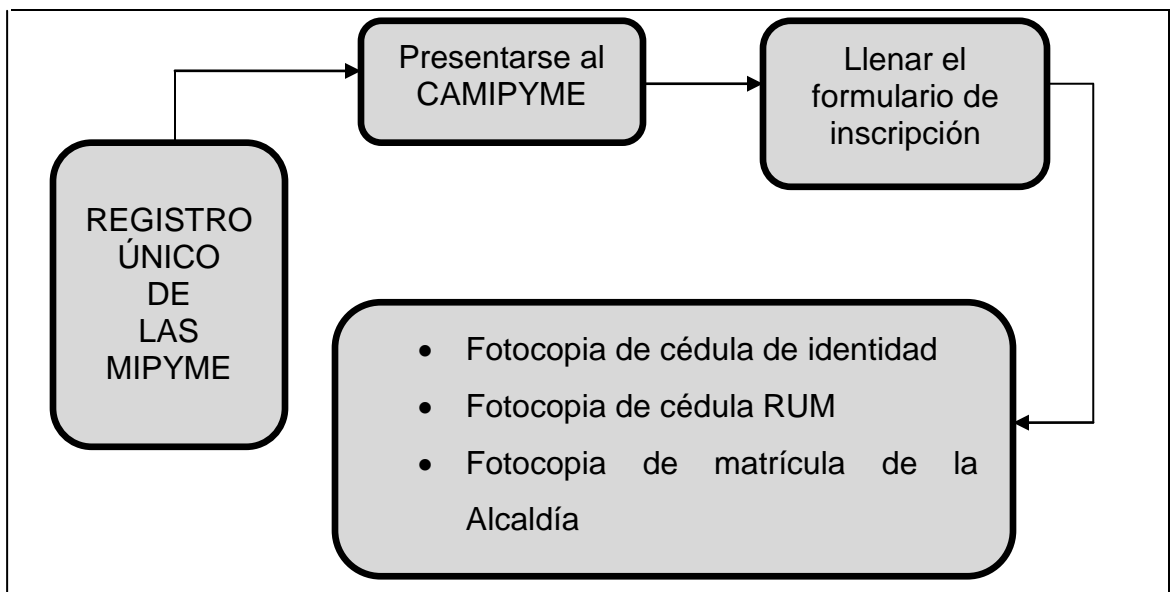 REGISTRO
ÚNICO
DE
LAS
MIPYME
Presentarse al
CAMIPYME
Llenar el
formulario de
inscripción
• Fotocopia de cédula de identidad
• Fotocopia de cédula RUM
• Fotocopia de matrícula de la
Alcaldía